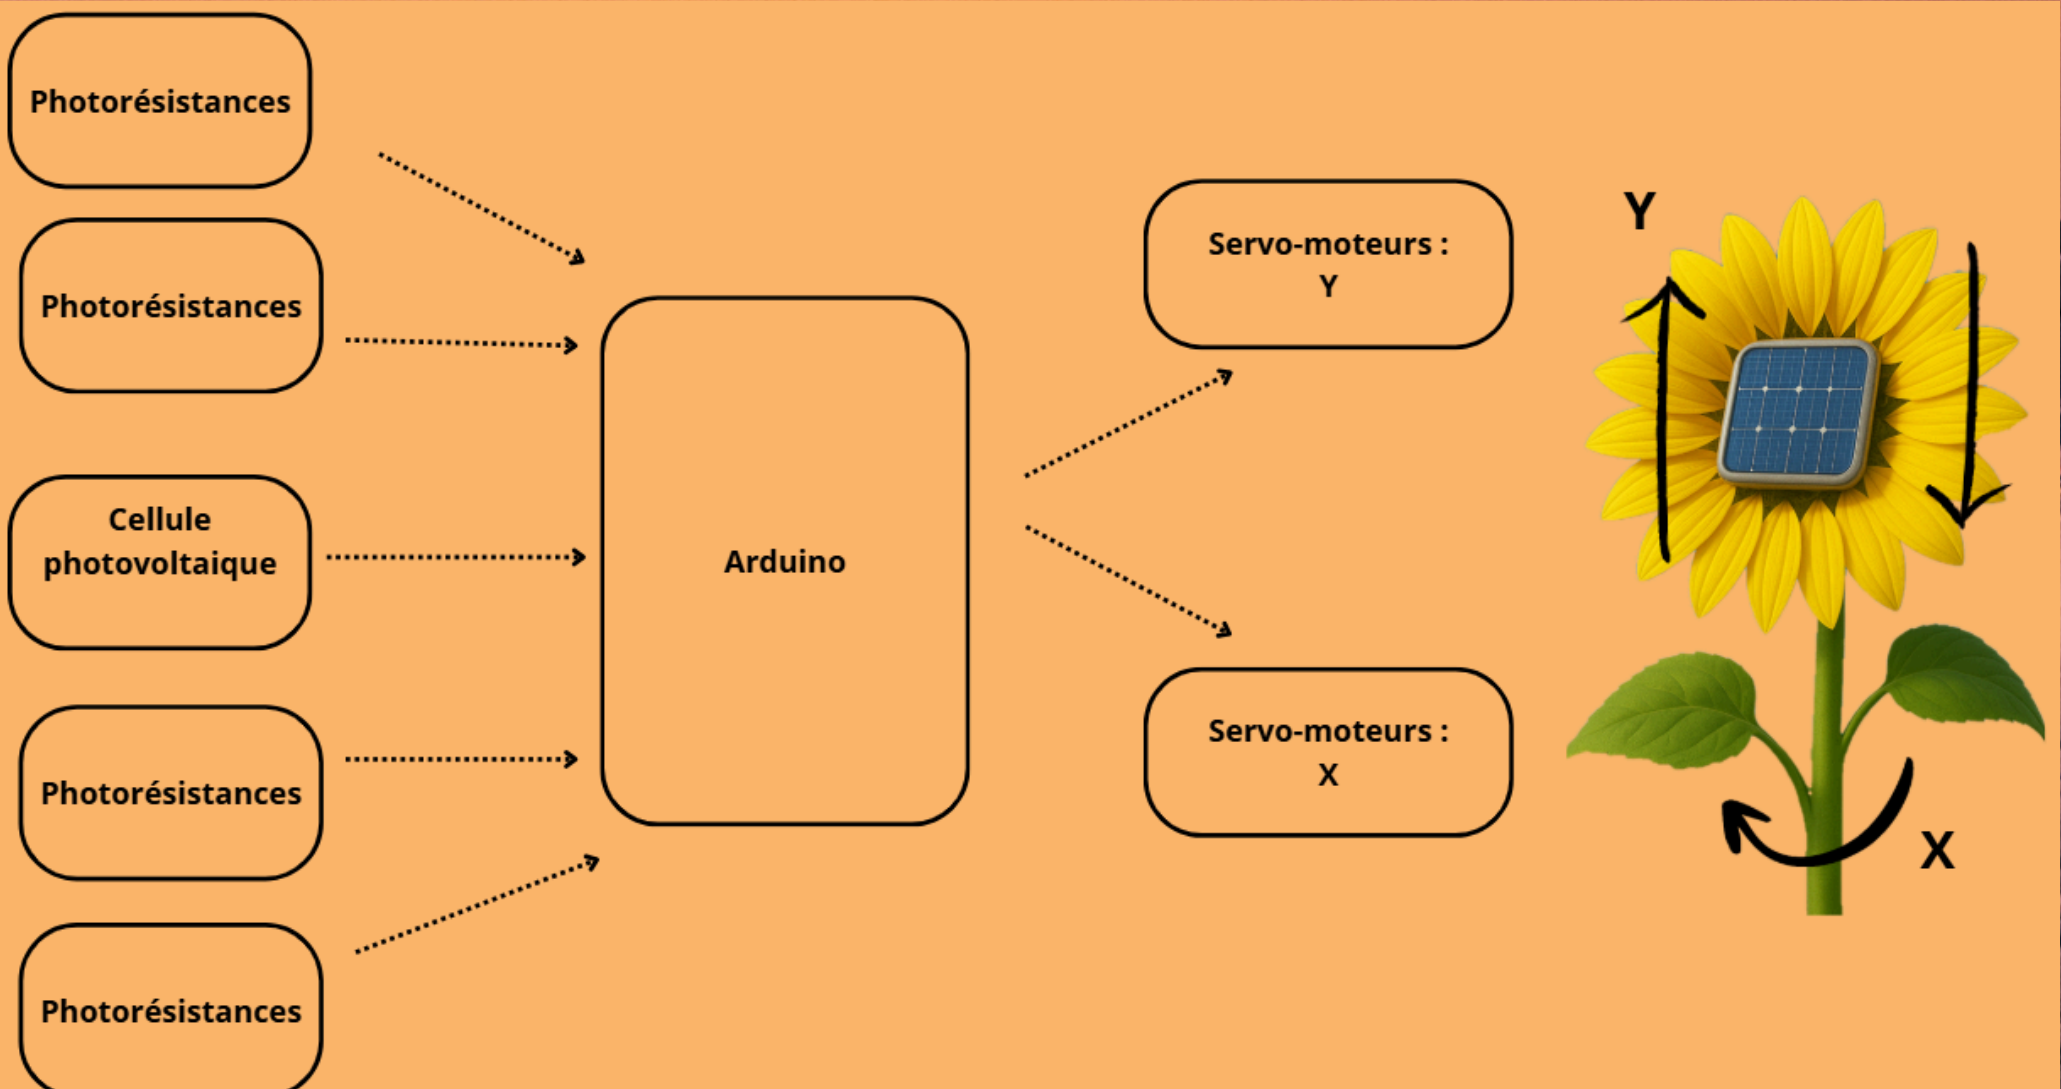 Photorésistances
Photorésistances
Cellule
photovoltaique
Photorésistances
Photorésistances
Arduino
Servo-moteurs :
Y
Servo-moteurs :
X
Y
X